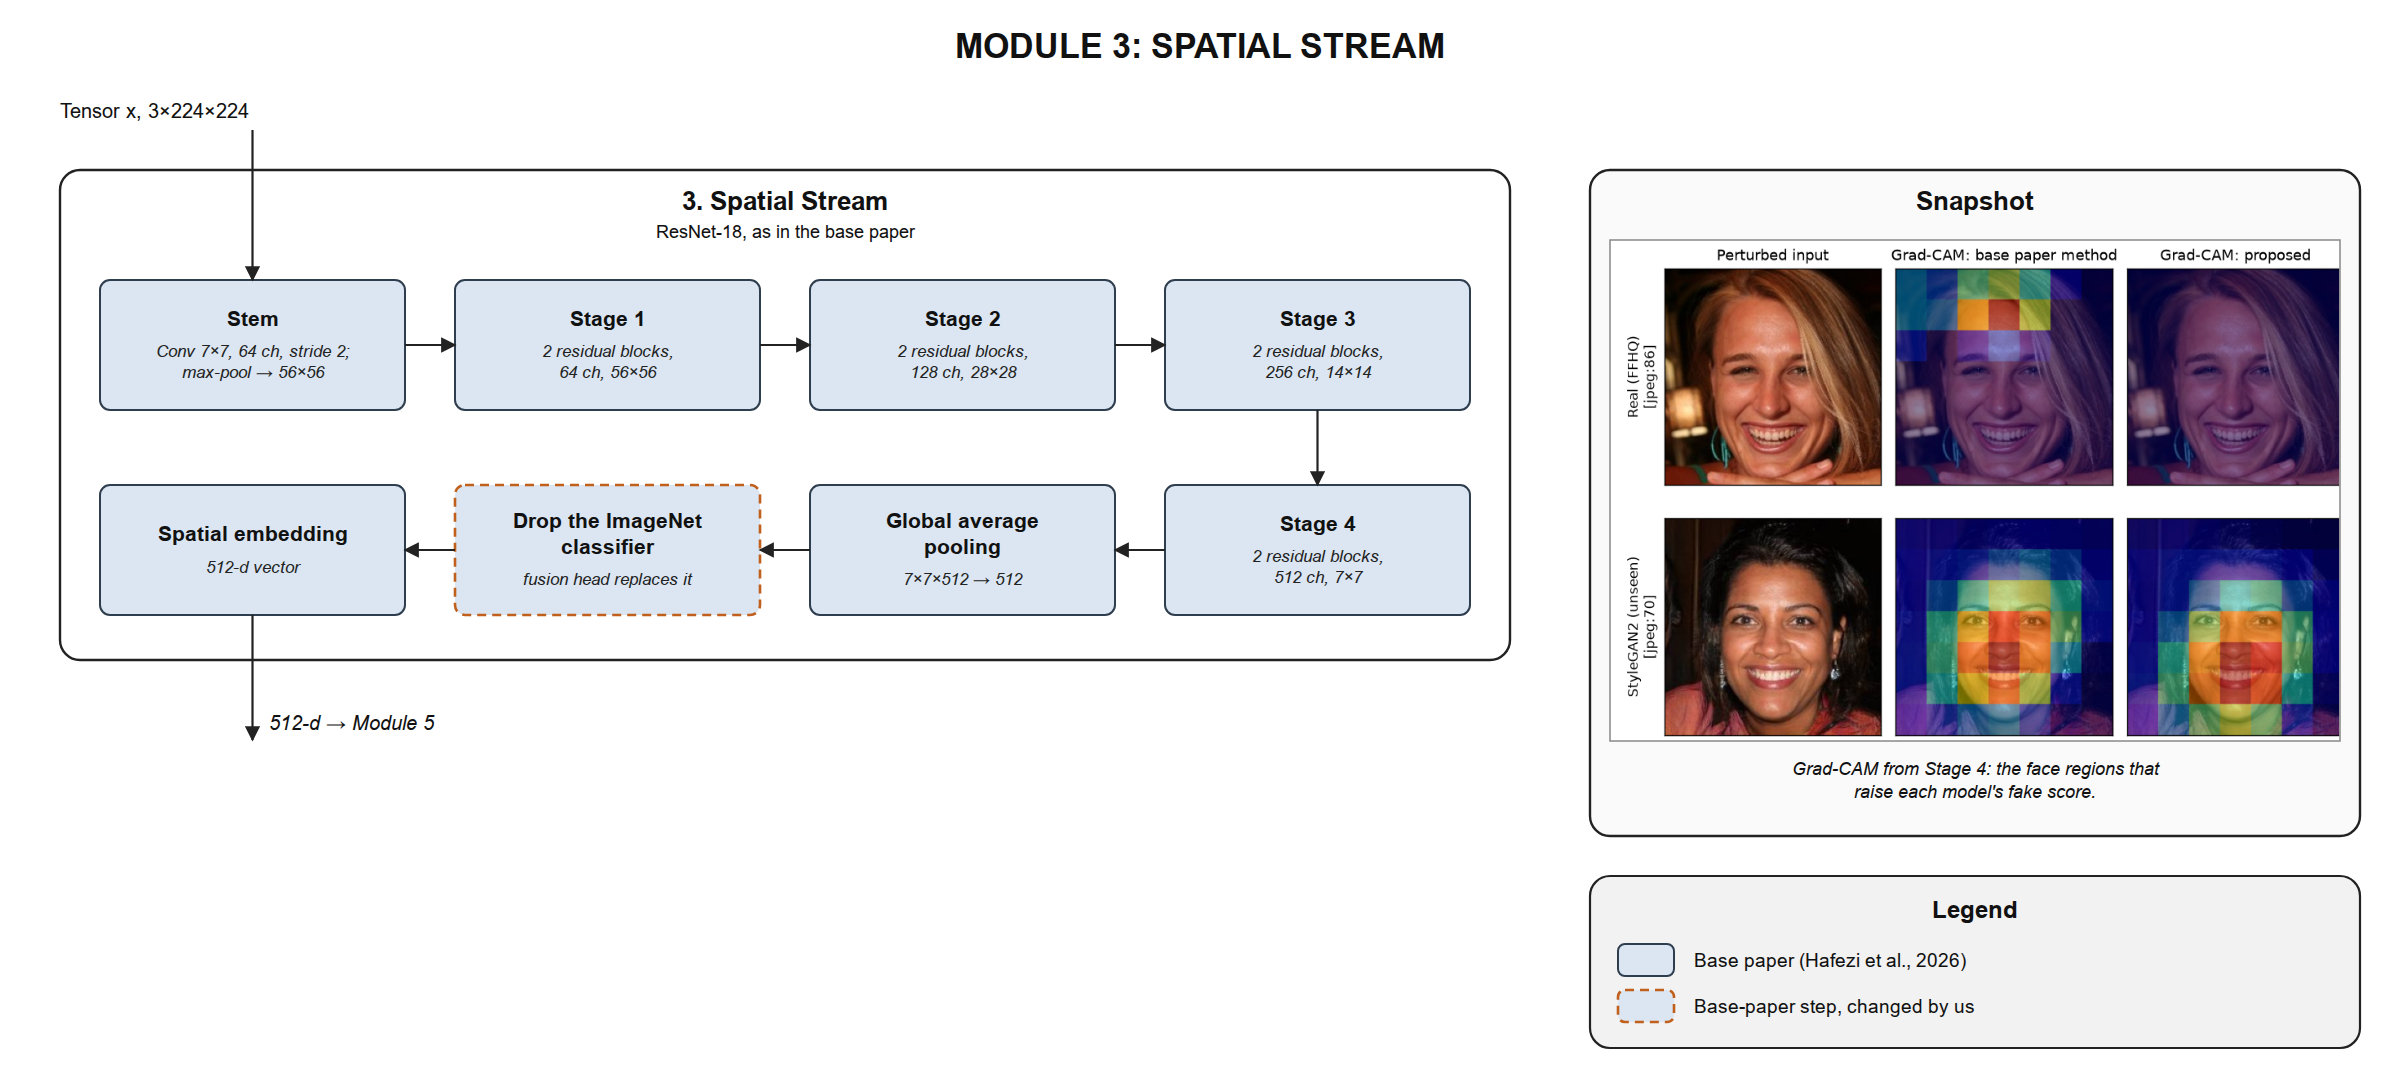 MODULE 3: SPATIAL STREAM
Tensor x, 3×224×224
3. Spatial Stream
ResNet-18, as in the base paper
Stem
Conv 7×7, 64 ch, stride 2;
max-pool → 56×56
Stage 1
2 residual blocks,
64 ch, 56×56
Stage 2
2 residual blocks,
128 ch, 28×28
Stage 3
2 residual blocks,
256 ch, 14×14
Spatial embedding
512-d vector
Drop the ImageNet
classifier
fusion head replaces it
Global average
pooling
7×7×512 → 512
Stage 4
2 residual blocks,
512 ch, 7×7
512-d → Module 5
Snapshot
Perturbed input
Grad-CAM: base paper method
Grad-CAM: proposed
Real (FFHQ)
[jpeg:86]
StyleGAN2 (unseen)
[jpeg:70]
Grad-CAM from Stage 4: the face regions that
raise each model's fake score.
Legend
Base paper (Hafezi et al., 2026)
Base-paper step, changed by us